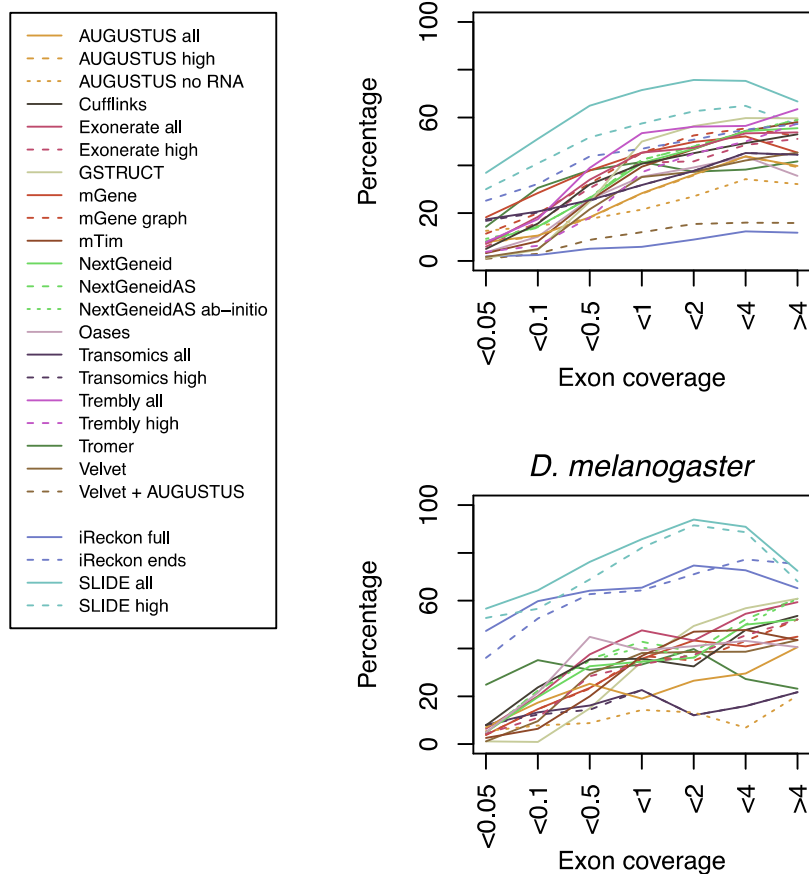 AUGUSTUS all
AUGUSTUS high
AUGUSTUS no RNA
Cufflinks
Exonerate all
Exonerate high
GSTRUCT
mGene
mGene graph
mTim
NextGeneid
NextGeneidAS
NextGeneidAS ab-initio
Oases
Transomics all
Transomics high
Trembly all
Trembly high
Tromer
Velvet
Velvet + AUGUSTUS
iReckon full
iReckon ends
SLIDE all
SLIDE high
Percentage
0
20
60
100
<0.05
<0.1
<0.5
<1
<2
<4
>4
Exon coverage
D. melanogaster
Percentage
0
20
60
100
<0.05
<0.1
<0.5
<1
<2
<4
>4
Exon coverage